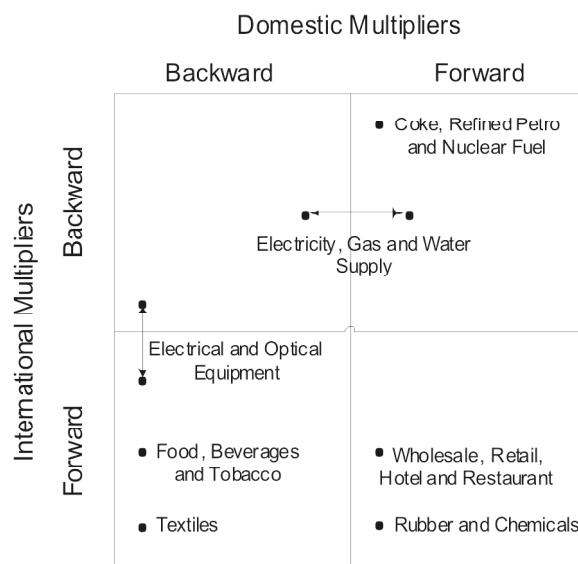 Domestic Multipliers
Backward
Forward
International Multipliers
Backward
Forward
Coke, Refined Petro
and Nuclear Fuel
Electricity, Gas and Water
Supply
Electrical and Optical
Equipment
Food, Beverages
and Tobacco
Wholesale, Retail,
Hotel and Restaurant
Textiles
Rubber and Chemicals